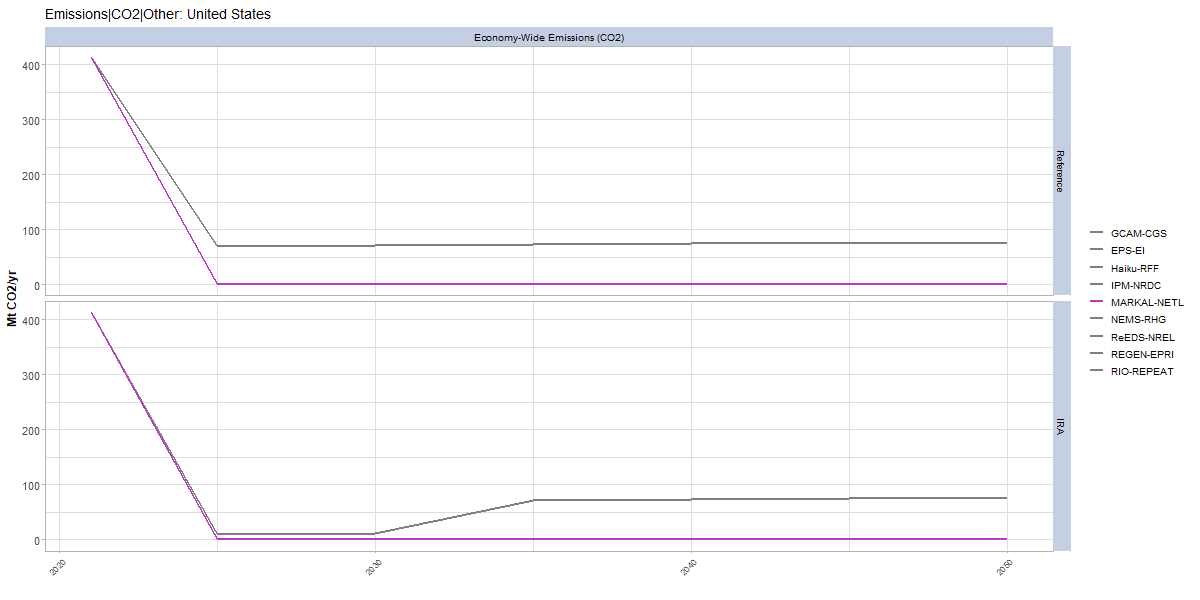 Emissions|CO2|Other: United States
Economy-Wide Emissions (CO2)
Mt CO2/yr
400
300
200
100
0
Reference
400
300
200
100
0
IRA
2020
2030
2040
2050
GCAM-CGS
EPS-EI
Haiku-RFF
IPM-NRDC
MARKAL-NETL
NEMS-RHG
ReEDS-NREL
REGEN-EPRI
RIO-REPEAT